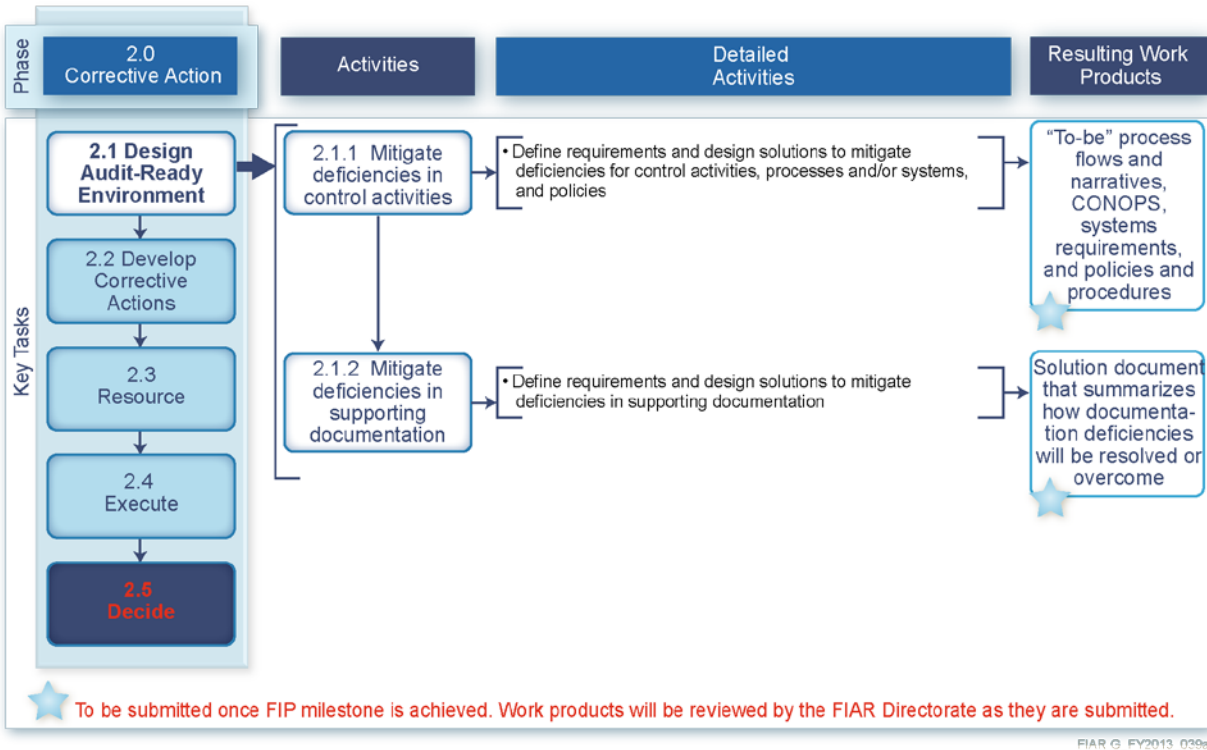 Phase
2.0
Corrective Action
Activities
Detailed
Activities
Resulting Work
Products
Key Tasks
2.1 Design
Audit-Ready
Environment
2.2 Develop
Corrective
Actions
2.3
Resource
2.4
Execute
2.5
Decide
2.1.1 Mitigate
deficiencies in
control activities
• Define requirements and design solutions to mitigate
deficiencies for control activities, processes and/or systems,
and policies
“To-be” process
flows and
narratives,
CONOPS,
systems
requirements,
and policies and
procedures
2.1.2 Mitigate
deficiencies in
supporting
documentation
• Define requirements and design solutions to mitigate
deficiencies in supporting documentation
Solution document
that summarizes
how documenta-
tion deficiencies
will be resolved or
overcome
To be submitted once FIP milestone is achieved. Work products will be reviewed by the FIAR Directorate as they are submitted.
FIAR_G_FY2013_039a